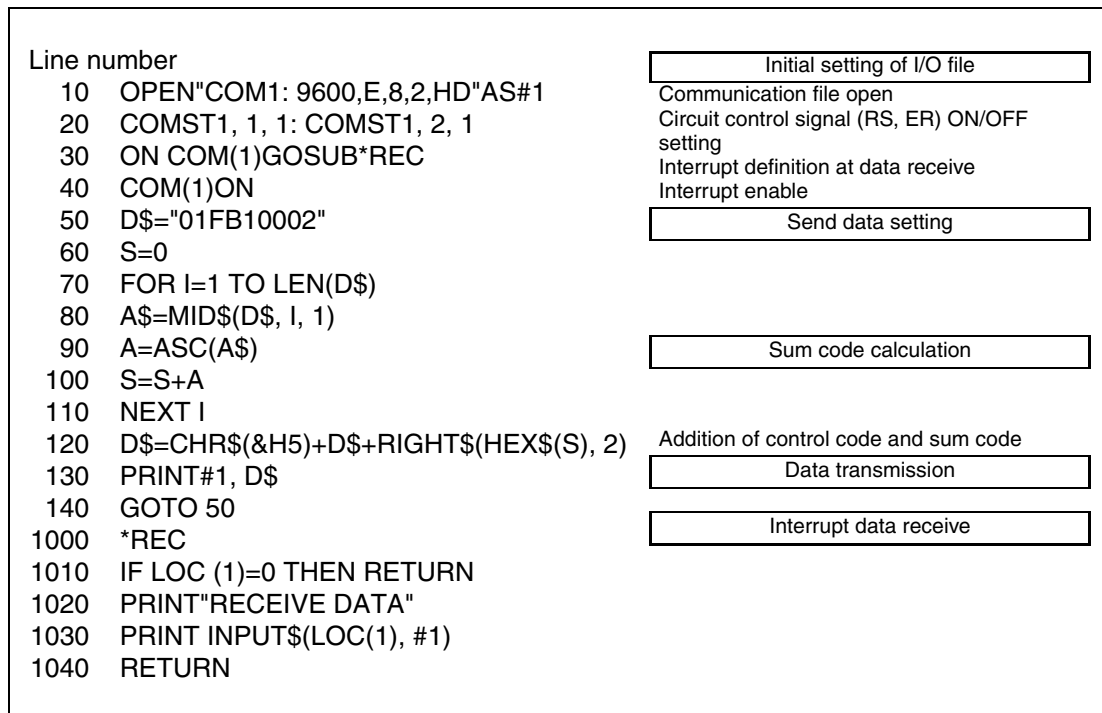 Line number
10 OPEN"COM1: 9600,E,8,2,HD"AS#1
20 COMST1, 1, 1: COMST1, 2, 1
30 ON COM(1)GOSUB*REC
40 COM(1)ON
50 D$="01FB10002"
60 S=0
70 FOR I=1 TO LEN(D$)
80 A$=MID$(D$, I, 1)
90 A=ASC(A$)
100 S=S+A
110 NEXT I
120 D$=CHR$(&H5)+D$+RIGHT$(HEX$(S), 2)
130 PRINT#1, D$
140 GOTO 50
1000 *REC
1010 IF LOC (1)=0 THEN RETURN
1020 PRINT"RECEIVE DATA"
1030 PRINT INPUT$(LOC(1), #1)
1040 RETURN
Initial setting of I/O file
Communication file open
Circuit control signal (RS, ER) ON/OFF
setting
Interrupt definition at data receive
Interrupt enable
Send data setting
Sum code calculation
Addition of control code and sum code
Data transmission
Interrupt data receive